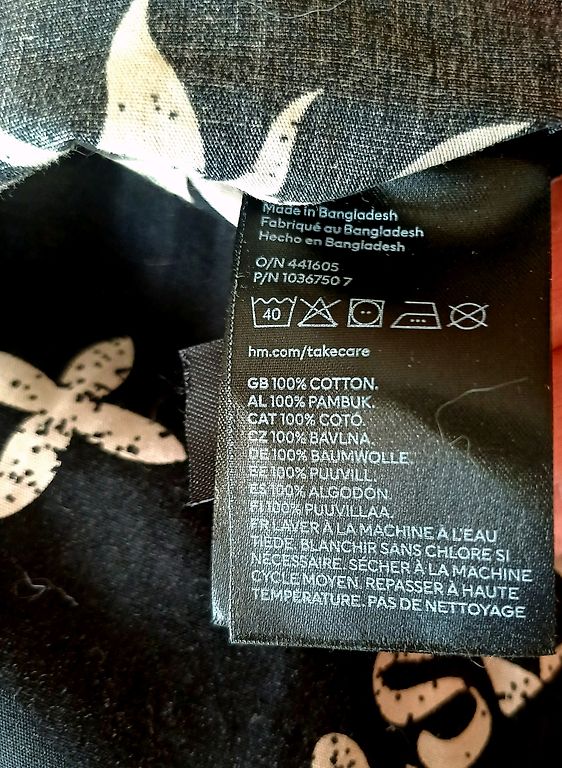 Made in Bangladesh
Fabriqué au Bangladesh
Hecho en Bangladesh
O/N 441605
P/N 1036750 7
40
hm.com/takecare
GB 100% COTTON.
AL 100% PAMBUK.
CAT 100% COTÓ.
CZ 100% BAVLNA.
DE 100% BAUMWOLLE.
EE 100% PUUVILL.
ES 100% ALGODÓN.
FI 100% PUUVILLAA.
FR LAVER À LA MACHINE À L'EAU
TIÈDE. BLANCHIR SANS CHLORE SI
NÉCESSAIRE. SÉCHER À LA MACHINE
CYCLE MOYEN. REPASSER À HAUTE
TEMPÉRATURE. PAS DE NETTOYAGE